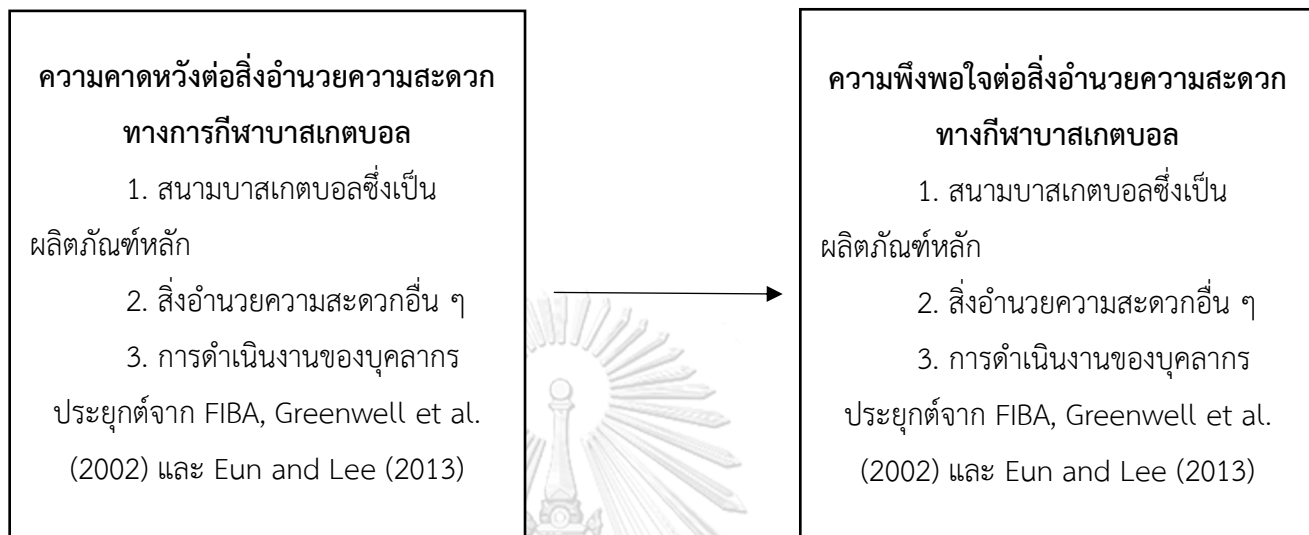 ความคาดหวังต่อสิ่งอำนวยความสะดวก
ทางการกีฬาบาสเกตบอล
1. สนามบาสเกตบอลซึ่งเป็น
ผลิตภัณฑ์หลัก
2. สิ่งอำนวยความสะดวกอื่น ๆ
3. การดำเนินงานของบุคลากร
ประยุกต์จาก FIBA, Greenwell et al.
(2002) และ Eun and Lee (2013)
ความพึงพอใจต่อสิ่งอำนวยความสะดวก
ทางกีฬาบาสเกตบอล
1. สนามบาสเกตบอลซึ่งเป็น
ผลิตภัณฑ์หลัก
2. สิ่งอำนวยความสะดวกอื่น ๆ
3. การดำเนินงานของบุคลากร
ประยุกต์จาก FIBA, Greenwell et al.
(2002) และ Eun and Lee (2013)